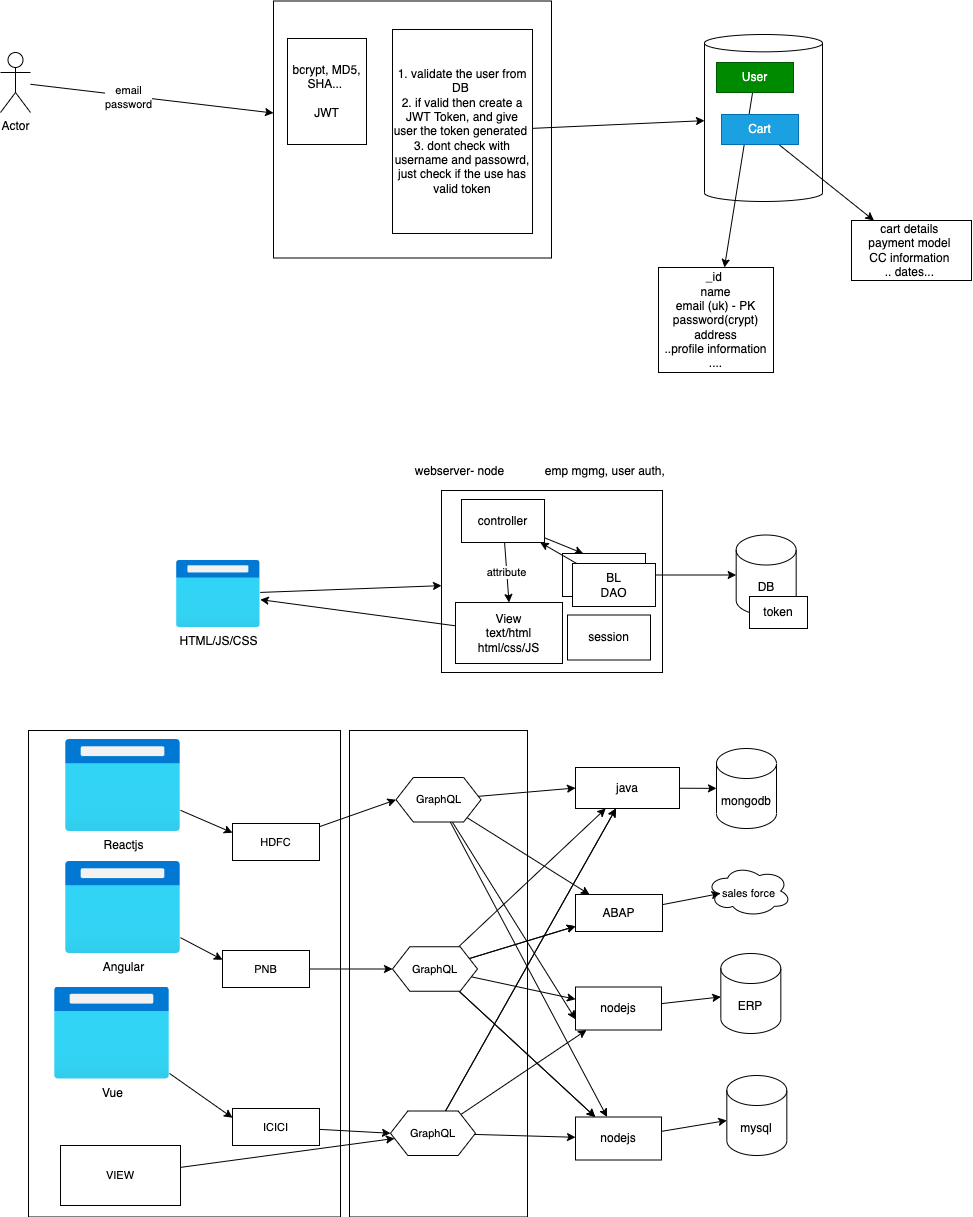 email
password
Actor
bcrypt, MD5,
SHA...
JWT
1. validate the user from
DB
2. if valid then create a
JWT Token, and give
user the token generated
3. dont check with
username and passowrd,
just check if the use has
valid token
User
Cart
cart details
payment model
CC information
.. dates...
_id
name
email (uk) - PK
password(crypt)
address
..profile information
....
webserver- node
emp mgmg, user auth,
controller
attribute
BL
DAO
View
text/html
html/css/JS
session
HTML/JS/CSS
DB
token
Reactjs
HDFC
GraphQL
java
mongodb
Angular
PNB
GraphQL
ABAP
sales force
nodejs
ERP
Vue
ICICI
GraphQL
nodejs
mysql
VIEW